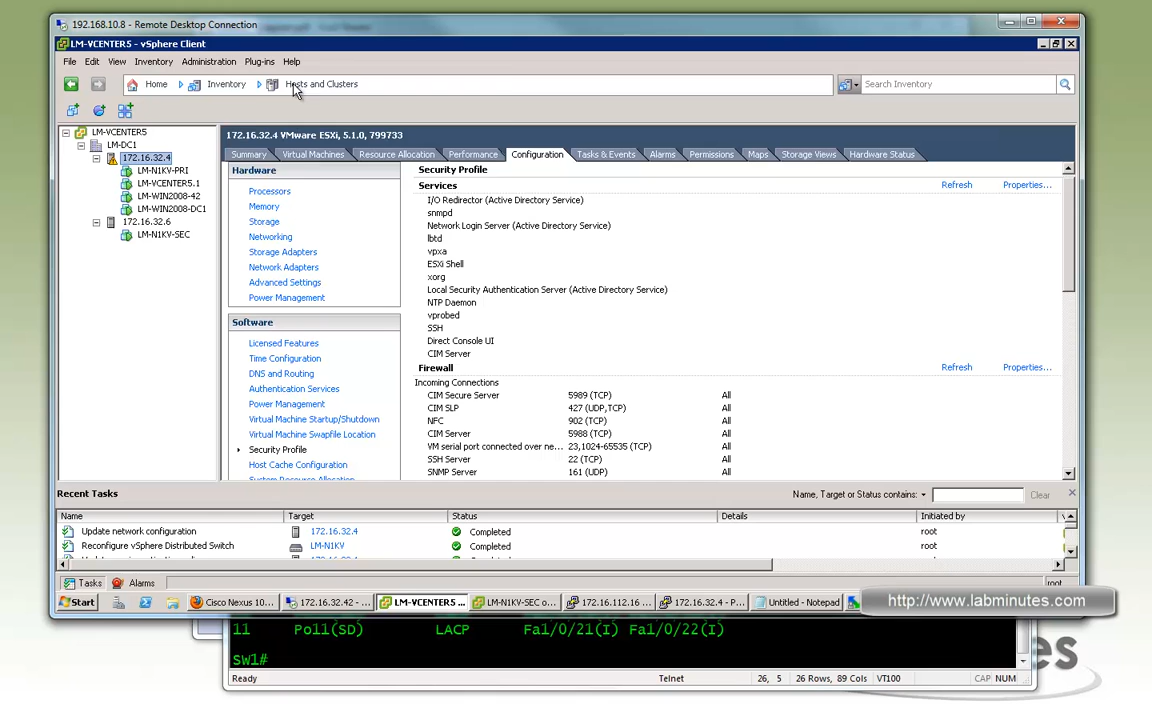 192.168.10.8 - Remote Desktop Connection
LM-VCENTER5 - vSphere Client
File Edit View Inventory Administration Plug-ins Help
Home Inventory Hosts and Clusters Search Inventory
LM-VCENTER5
LM-DC1
172.16.32.4
LM-N1KV-PRI
LM-VCENTER5.1
LM-WIN2008-42
LM-WIN2008-DC1
172.16.32.6
LM-N1KV-SEC
172.16.32.4 VMware ESXi, 5.1.0, 799733
Summary Virtual Machines Resource Allocation Performance Configuration Tasks & Events Alarms Permissions Maps Storage Views Hardware Status
Hardware
Processors
Memory
Storage
Networking
Storage Adapters
Network Adapters
Advanced Settings
Power Management
Software
Licensed Features
Time Configuration
DNS and Routing
Authentication Services
Power Management
Virtual Machine Startup/Shutdown
Virtual Machine Swapfile Location
Security Profile
Host Cache Configuration
System Resource Allocation
Security Profile
Services Refresh Properties...
I/O Redirector (Active Directory Service)
snmpd
Network Login Server (Active Directory Service)
lbtd
vpxa
ESXi Shell
xorg
Local Security Authentication Server (Active Directory Service)
NTP Daemon
vprobed
SSH
Direct Console UI
CIM Server
Firewall Refresh Properties...
Incoming Connections
CIM Secure Server 5989 (TCP) All
CIM SLP 427 (UDP,TCP) All
NFC 902 (TCP) All
CIM Server 5988 (TCP) All
VM serial port connected over ne... 23,1024-65535 (TCP) All
SSH Server 22 (TCP) All
SNMP Server 161 (UDP) All
Recent Tasks Name, Target or Status contains: Clear
Name Target Status Details Initiated by
Update network configuration 172.16.32.4 Completed root
Reconfigure vSphere Distributed Switch LM-N1KV Completed root
Tasks Alarms root
Start Cisco Nexus 10... 172.16.32.42 - ... LM-VCENTER5 ... LM-N1KV-SEC o... 172.16.112.16 ... 172.16.32.4 - P... Untitled - Notepad
http://www.labminutes.com
11 Po11(SD) LACP Fa1/0/21(I) Fa1/0/22(I)
sw1#
Ready Telnet 26, 5 26 Rows, 89 Cols VT100 CAP NUM